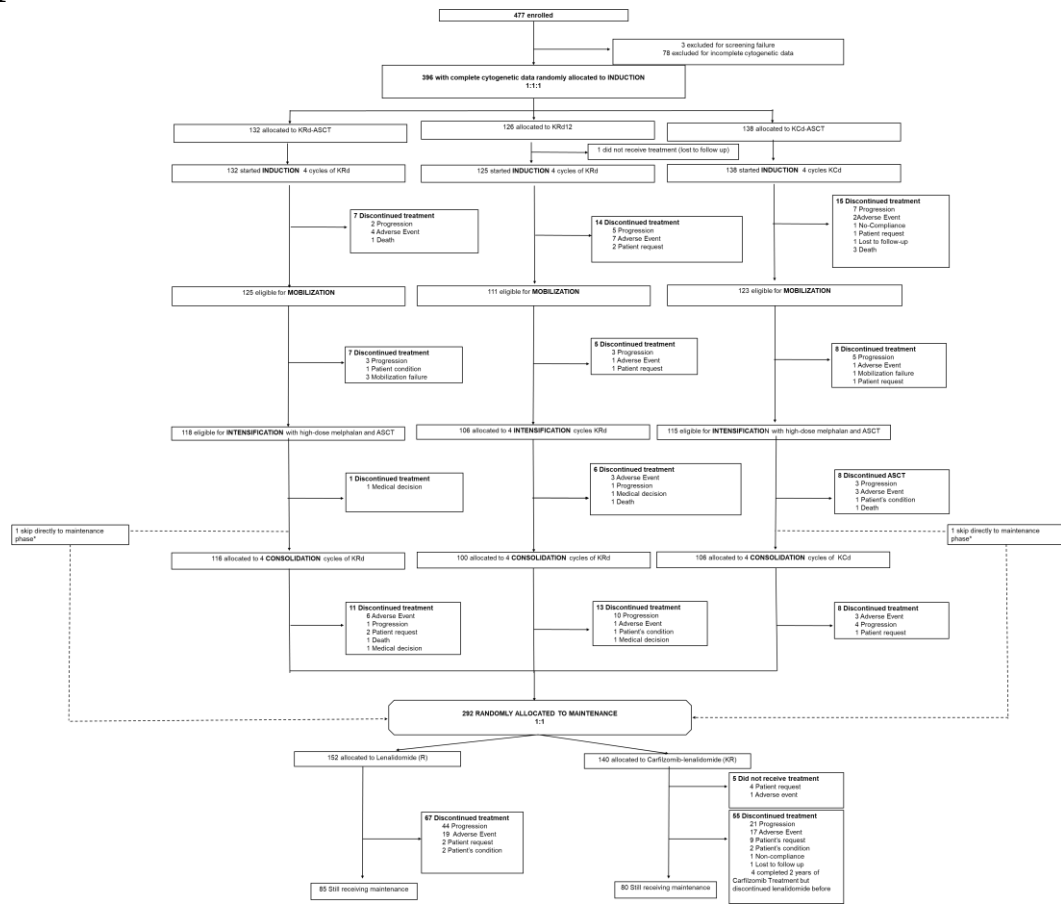 477 enrolled
3 excluded for screening failure
78 excluded for incomplete cytogenetic data
396 with complete cytogenetic data randomly allocated to INDUCTION
1:1:1
132 allocated to KRd-ASCT
126 allocated to KRd12
138 allocated to KCd-ASCT
1 did not receive treatment (lost to follow up)
132 started INDUCTION 4 cycles of KRd
125 started INDUCTION 4 cycles of KRd
138 started INDUCTION 4 cycles KCd
7 Discontinued treatment
2 Progression
4 Adverse Event
1 Death
14 Discontinued treatment
5 Progression
7 Adverse Event
2 Patient request
15 Discontinued treatment
7 Progression
2Adverse Event
1 No-Compliance
1 Patient request
1 Lost to follow-up
3 Death
125 eligible for MOBILIZATION
111 eligible for MOBILIZATION
123 eligible for MOBILIZATION
7 Discontinued treatment
3 Progression
1 Patient condition
3 Mobilization failure
5 Discontinued treatment
3 Progression
1 Adverse Event
1 Patient request
8 Discontinued treatment
5 Progression
1 Adverse Event
1 Mobilization failure
1 Patient request
118 eligible for INTENSIFICATION with high-dose melphalan and ASCT
106 allocated to 4 INTENSIFICATION cycles KRd
115 eligible for INTENSIFICATION with high-dose melphalan and ASCT
1 Discontinued treatment
1 Medical decision
6 Discontinued treatment
3 Adverse Event
1 Progression
1 Medical decision
1 Death
8 Discontinued ASCT
3 Progression
3 Adverse Event
1 Patient's condition
1 Death
1 skip directly to maintenance
phase*
1 skip directly to maintenance
phase*
116 allocated to 4 CONSOLIDATION cycles of KRd
100 allocated to 4 CONSOLIDATION cycles of KRd
106 allocated to 4 CONSOLIDATION cycles of KCd
11 Discontinued treatment
6 Adverse Event
1 Progression
2 Patient request
1 Death
1 Medical decision
13 Discontinued treatment
10 Progression
1 Adverse Event
1 Patient's condition
1 Medical decision
8 Discontinued treatment
3 Adverse Event
4 Progression
1 Patient request
292 RANDOMLY ALLOCATED TO MAINTENANCE
1:1
152 allocated to Lenalidomide (R)
140 allocated to Carfilzomib-lenalidomide (KR)
5 Did not receive treatment
4 Patient request
1 Adverse event
67 Discontinued treatment
44 Progression
19 Adverse Event
2 Patient request
2 Patient's condition
55 Discontinued treatment
21 Progression
17 Adverse Event
9 Patient's request
2 Patient's condition
1 Non-compliance
1 Lost to follow up
4 completed 2 years of
Carfilzomib Treatment but
discontinued lenalidomide before
85 Still receiving maintenance
80 Still receiving maintenance